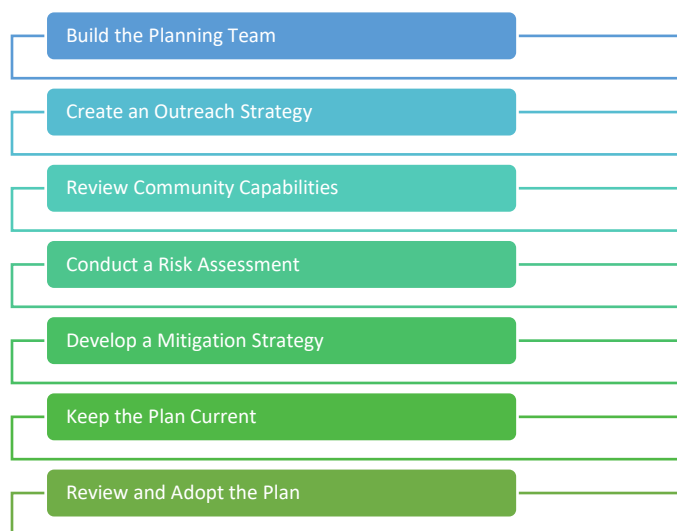 Build the Planning Team
Create an Outreach Strategy
Review Community Capabilities
Conduct a Risk Assessment
Develop a Mitigation Strategy
Keep the Plan Current
Review and Adopt the Plan